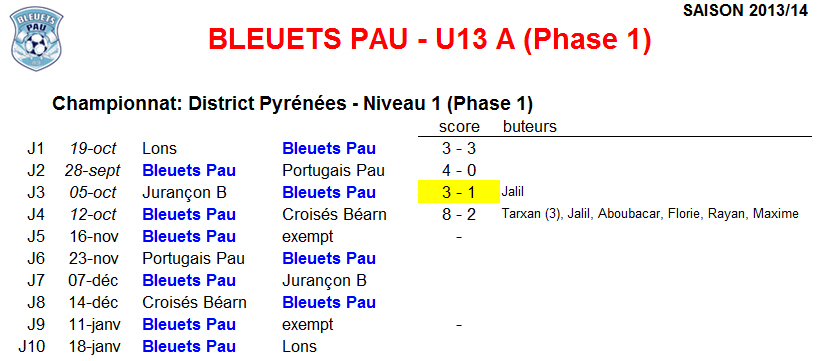 SAISON 2013/14
BLEUETS PAU
BLEUETS PAU - U13 A (Phase 1)
Championnat: District Pyrénées - Niveau 1 (Phase 1)
score buteurs
J1 19-oct Lons Bleuets Pau 3 - 3
J2 28-sept Bleuets Pau Portugais Pau 4 - 0
J3 05-oct Jurançon B Bleuets Pau 3 - 1 Jalil
J4 12-oct Bleuets Pau Croisés Béarn 8 - 2 Tarxan (3), Jalil, Aboubacar, Florie, Rayan, Maxime
J5 16-nov Bleuets Pau exempt -
J6 23-nov Portugais Pau Bleuets Pau
J7 07-déc Bleuets Pau Jurançon B
J8 14-déc Croisés Béarn Bleuets Pau
J9 11-janv Bleuets Pau exempt -
J10 18-janv Bleuets Pau Lons